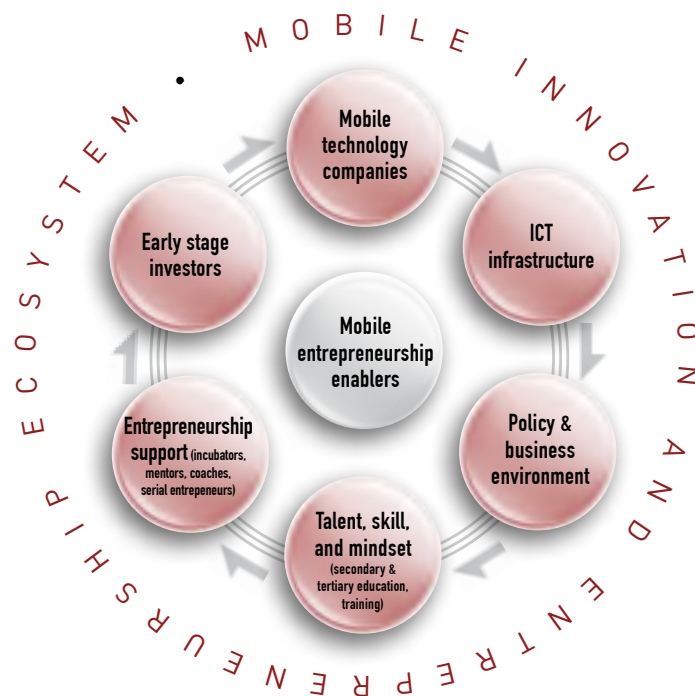 MOBILE INNOVATION AND ENTREPRENEURSHIP ECOSYSTEM •
Mobile
technology
companies
ICT
infrastructure
Policy &
business
environment
Talent, skill,
and mindset
(secondary &
tertiary education,
training)
Entrepreneurship
support (incubators,
mentors, coaches,
serial entrepeneurs)
Early stage
investors
Mobile
entrepreneurship
enablers